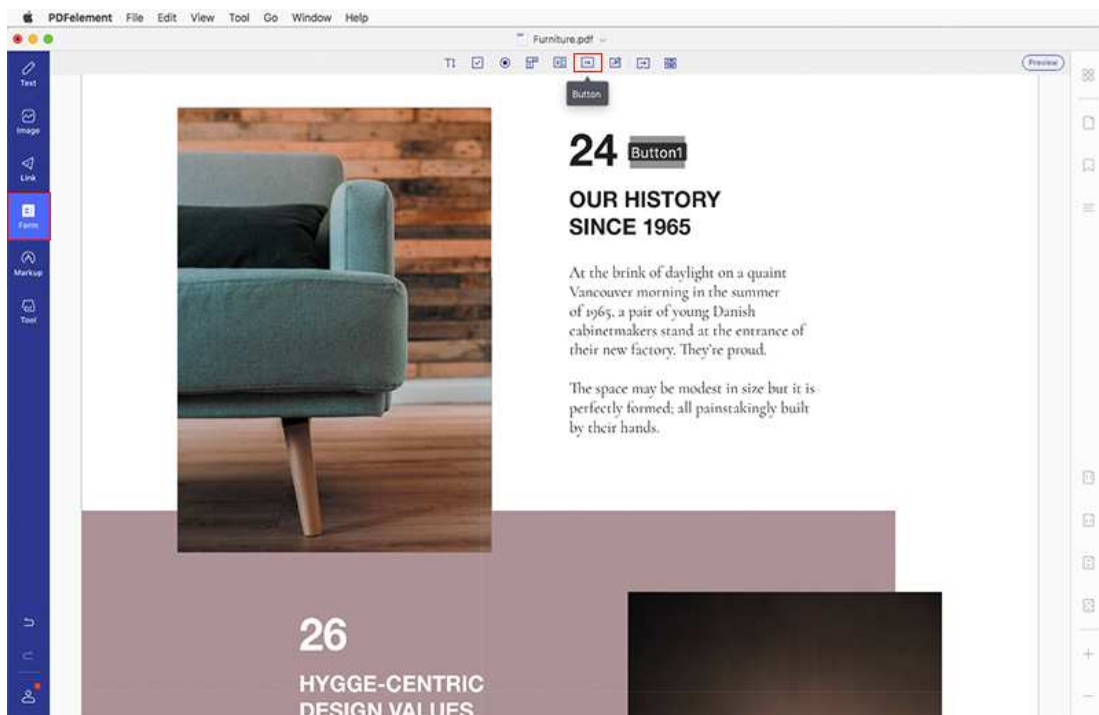 PDFelement File Edit View Tool Go Window Help
Furniture.pdf
Preview
Button
Text
Image
Link
Form
Markup
Tool
24 Button1
OUR HISTORY
SINCE 1965
At the brink of daylight on a quaint
Vancouver morning in the summer
of 1965, a pair of young Danish
cabinetmakers stand at the entrance of
their new factory. They're proud.
The space may be modest in size but it is
perfectly formed; all painstakingly built
by their hands.
26
HYGGE-CENTRIC
DESIGN VALUES